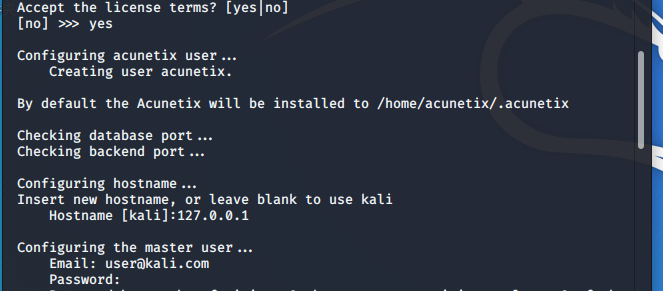 Accept the license terms? [yes|no]
[no] >>> yes
Configuring acunetix user...
Creating user acunetix.
By default the Acunetix will be installed to /home/acunetix/.acunetix
Checking database port...
Checking backend port...
Configuring hostname...
Insert new hostname, or leave blank to use kali
Hostname [kali]:127.0.0.1
Configuring the master user...
Email: user@kali.com
Password: